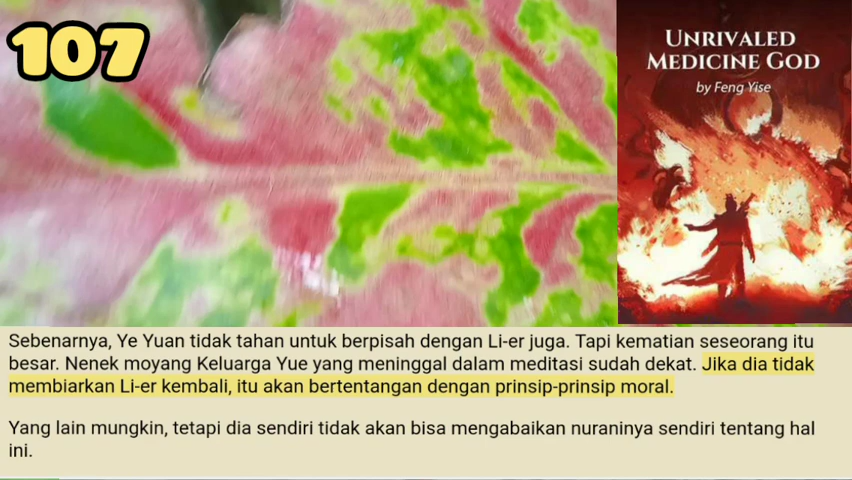 107
UNRIVALED
MEDICINE GOD
by Feng Yise
Sebenarnya, Ye Yuan tidak tahan untuk berpisah dengan Li-er juga. Tapi kematian seseorang itu
besar. Nenek moyang Keluarga Yue yang meninggal dalam meditasi sudah dekat. Jika dia tidak
membiarkan Li-er kembali, itu akan bertentangan dengan prinsip-prinsip moral.
Yang lain mungkin, tetapi dia sendiri tidak akan bisa mengabaikan nuraninya sendiri tentang hal
ini.